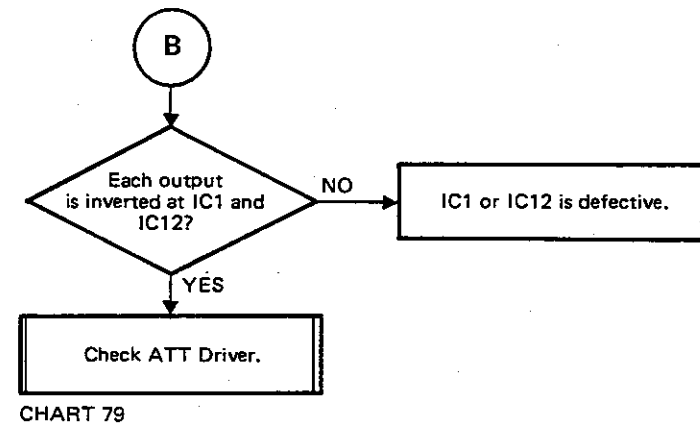 B
Each output
is inverted at IC1 and
IC12?
NO
IC1 or IC12 is defective.
YES
Check ATT Driver.
CHART 79